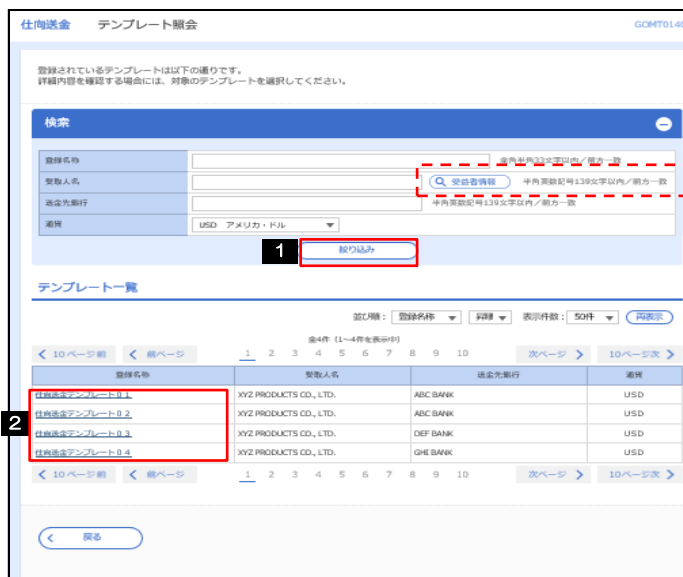 仕向送金 テンプレート照会 GOMT0140
登録されているテンプレートは以下の通りです。
詳細内容を確認する場合には、対象のテンプレートを選択してください。
検索
登録名称 全角半角33文字以内/前方一致
受取人名 受益者情報 半角英数記号139文字以内/前方一致
送金先銀行 半角英数記号139文字以内/前方一致
通貨 USD アメリカ・ドル
1 絞り込み
テンプレート一覧
並び順: 登録名称 昇順 表示件数: 50件 再表示
全4件 (1~4件を表示中)
10ページ前 前ページ 1 2 3 4 5 6 7 8 9 10 次ページ 10ページ次
登録名称 受取人名 送金先銀行 通貨
仕向送金テンプレート01 XYZ PRODUCTS CO., LTD. ABC BANK USD
2 仕向送金テンプレート02 XYZ PRODUCTS CO., LTD. ABC BANK USD
仕向送金テンプレート03 XYZ PRODUCTS CO., LTD. DEF BANK USD
仕向送金テンプレート04 XYZ PRODUCTS CO., LTD. GHI BANK USD
10ページ前 前ページ 1 2 3 4 5 6 7 8 9 10 次ページ 10ページ次
戻る